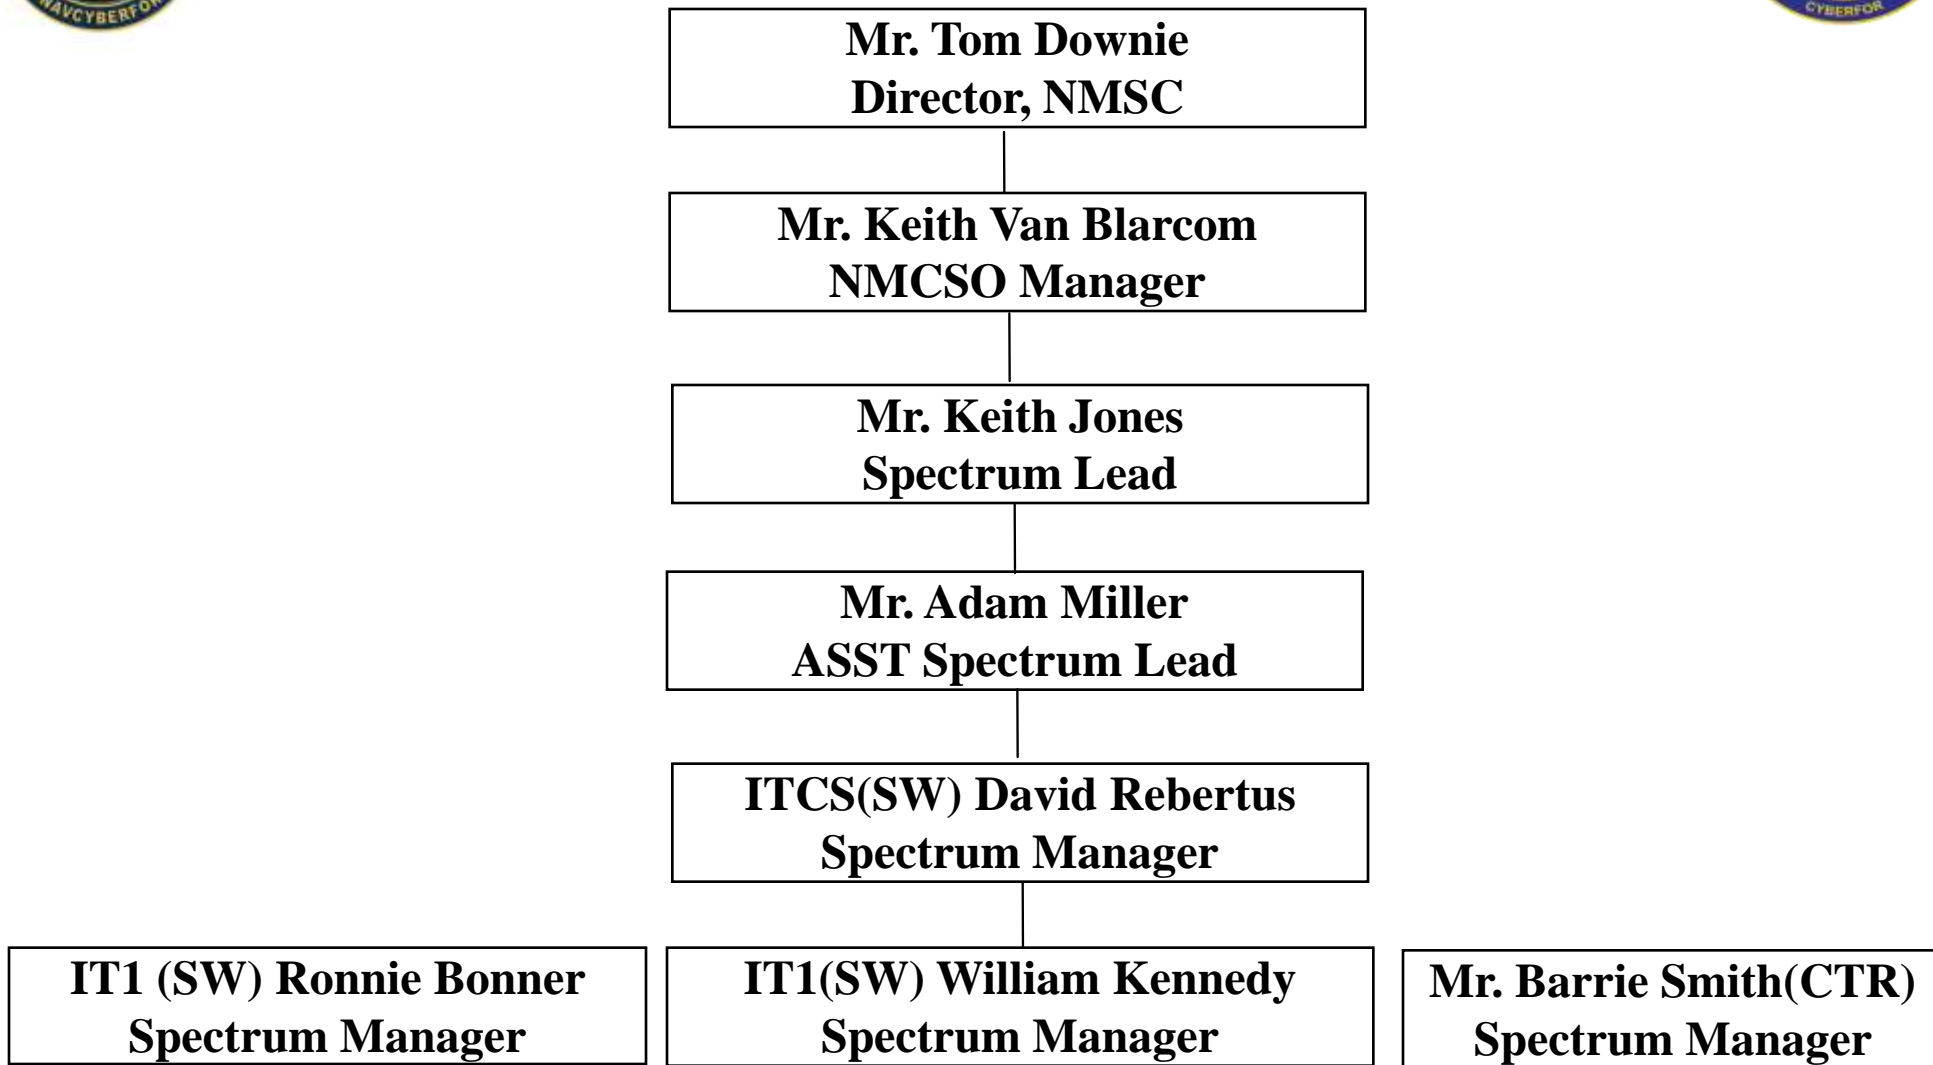 NAVCYBERFOR
CYBERFOR
Mr. Tom Downie
Director, NMSC
Mr. Keith Van Blarcom
NMCSO Manager
Mr. Keith Jones
Spectrum Lead
Mr. Adam Miller
ASST Spectrum Lead
ITCS(SW) David Rebertus
Spectrum Manager
IT1 (SW) Ronnie Bonner
Spectrum Manager
IT1(SW) William Kennedy
Spectrum Manager
Mr. Barrie Smith(CTR)
Spectrum Manager